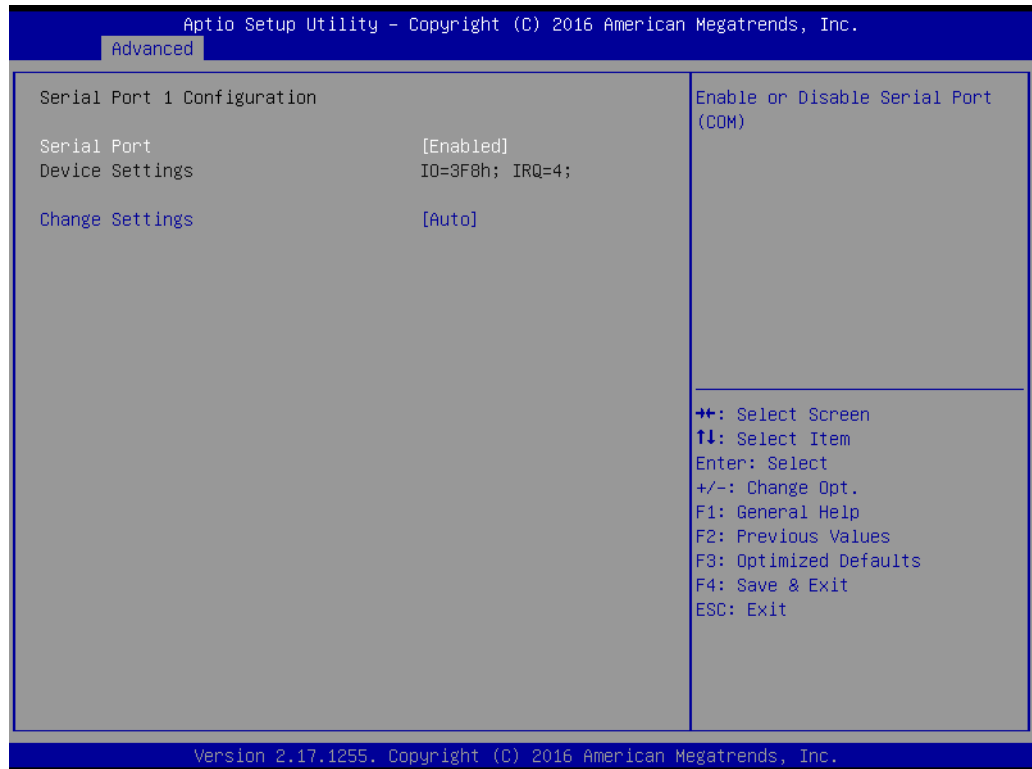 Aptio Setup Utility – Copyright (C) 2016 American Megatrends, Inc.
Advanced
Serial Port 1 Configuration
Serial Port [Enabled]
Device Settings IO=3F8h; IRQ=4;
Change Settings [Auto]
Enable or Disable Serial Port
(COM)
→←: Select Screen
↑↓: Select Item
Enter: Select
+/-: Change Opt.
F1: General Help
F2: Previous Values
F3: Optimized Defaults
F4: Save & Exit
ESC: Exit
Version 2.17.1255. Copyright (C) 2016 American Megatrends, Inc.